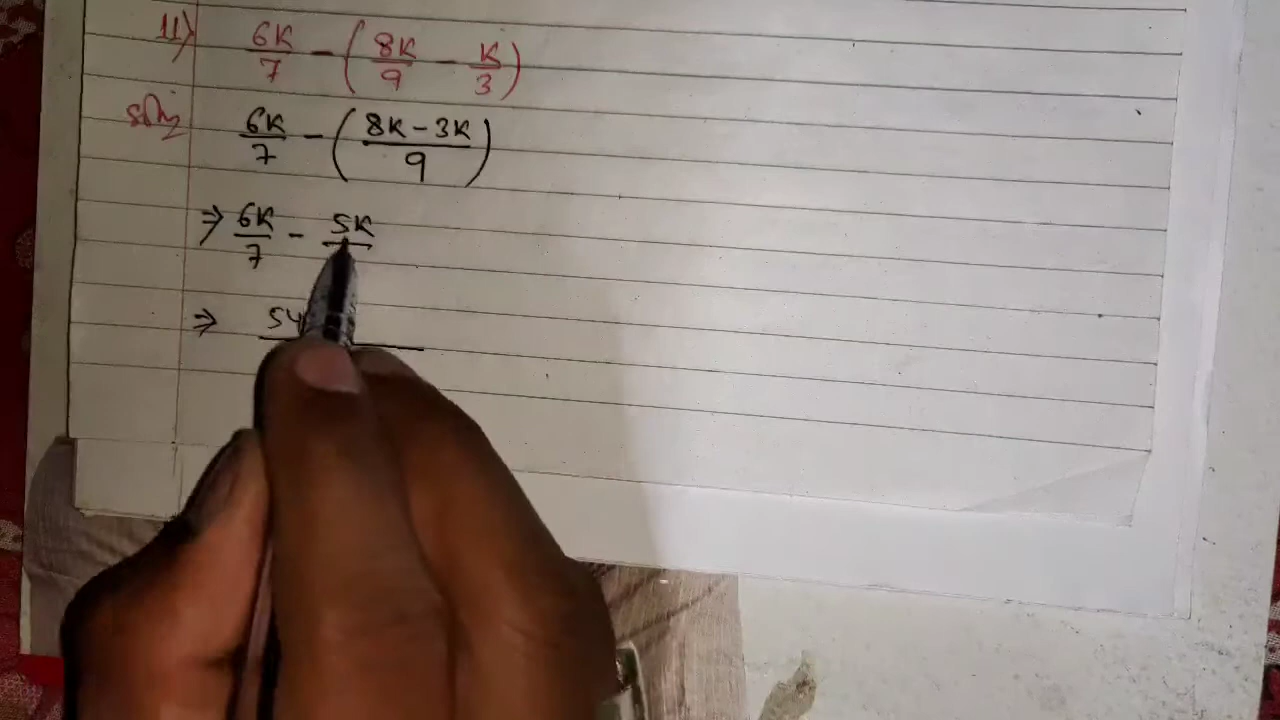 11) 6K/7 - (8K/9 - K/3)
Soln 6K/7 - (8K - 3K/9)
⇒ 6K/7 - 5K
⇒ 54